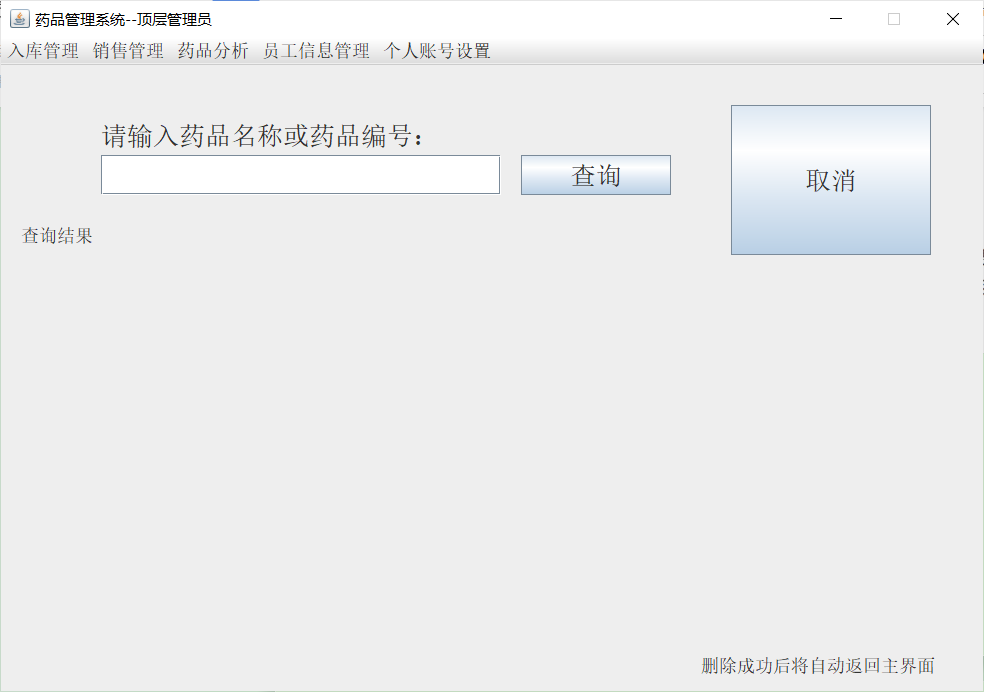 药品管理系统--顶层管理员
入库管理 销售管理 药品分析 员工信息管理 个人账号设置
请输入药品名称或药品编号：
查询
取消
查询结果
删除成功后将自动返回主界面